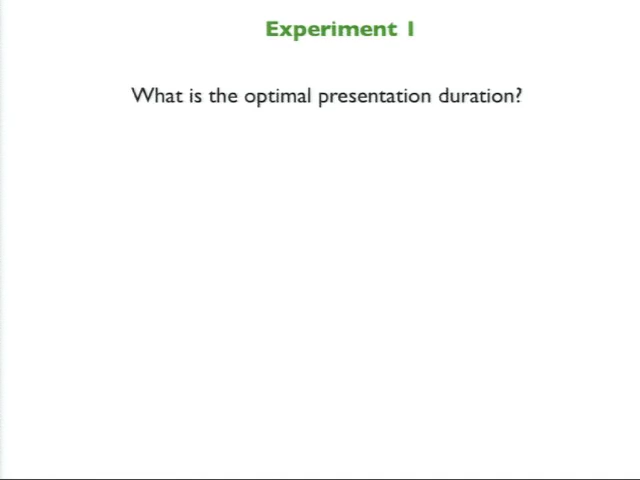 Experiment 1
What is the optimal presentation duration?